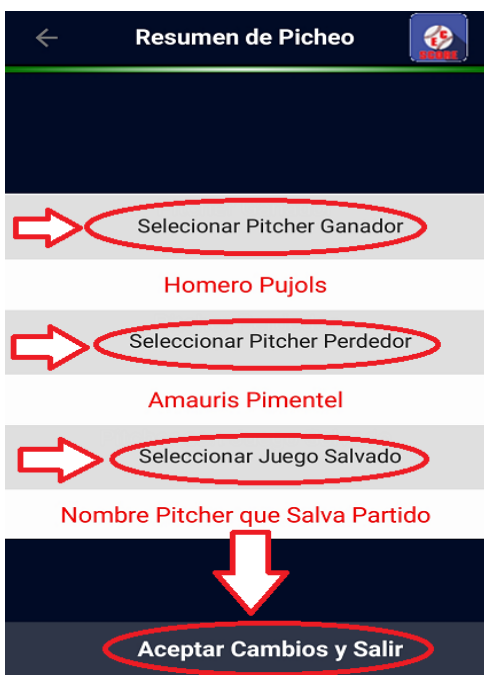 Resumen de Picheo
Selecionar Pitcher Ganador
Homero Pujols
Seleccionar Pitcher Perdedor
Amauris Pimentel
Seleccionar Juego Salvado
Nombre Pitcher que Salva Partido
Aceptar Cambios y Salir